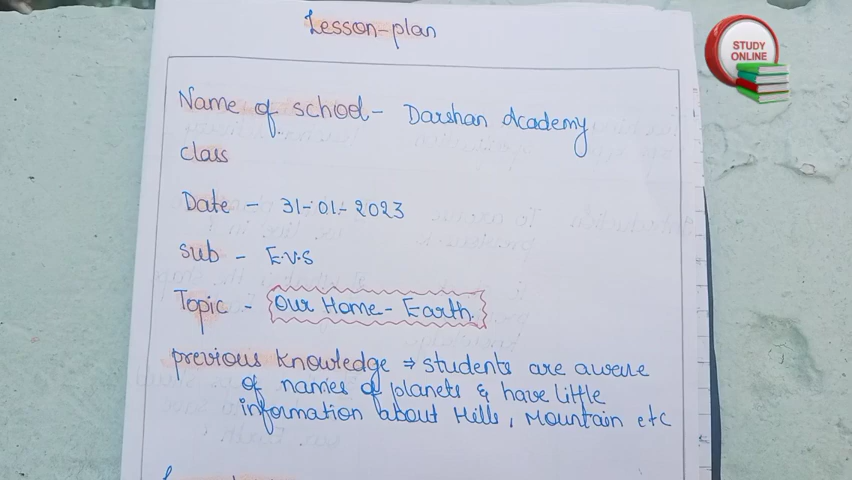 Lesson-plan
STUDY
ONLINE
Name of school- Darshan Academy
class
Date - 31-01-2023
Sub - E.V.S
Topic - Our Home- Earth.
previous knowledge ⇒ students are aware
of names of planets & have little
information about Hills, Mountain etc